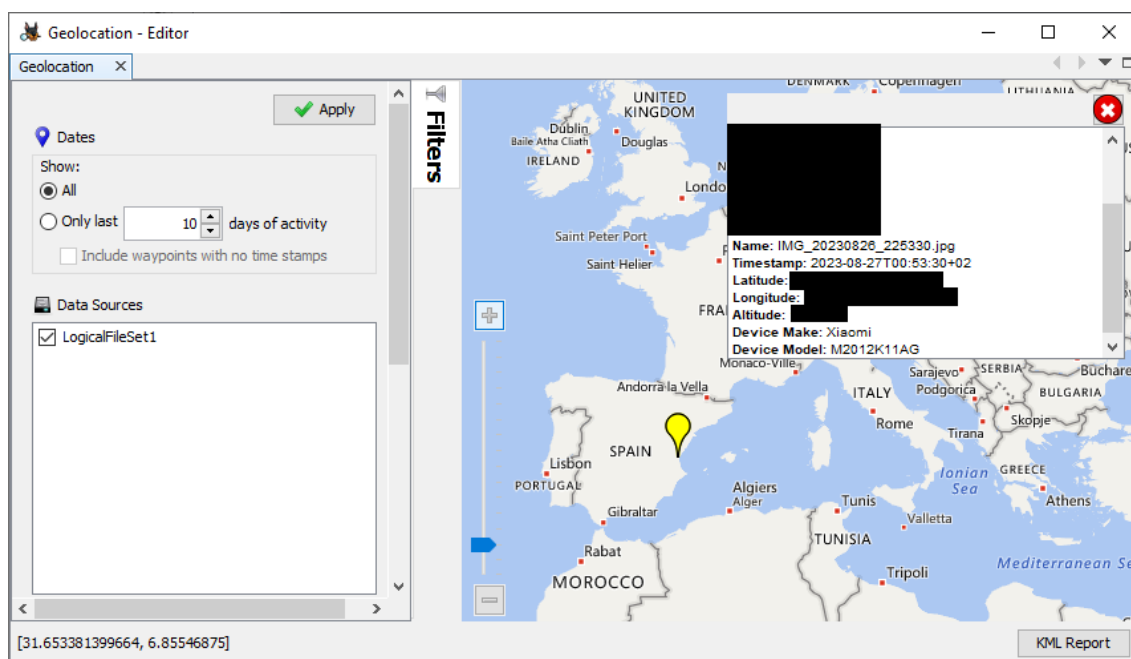 Geolocation - Editor
Geolocation
Apply
Dates
Show:
All
Only last 10 days of activity
Include waypoints with no time stamps
Data Sources
LogicalFileSet1
Filters
DENMARK
Copenhagen
LITHUANIA
UNITED
KINGDOM
Dublin
Baile Átha Cliath
IRELAND
Douglas
Londo
Saint Peter Port
Saint Helier
FRA
Monaco-Ville
Andorra la Vella
SPAIN
Lisbon
PORTUGAL
Gibraltar
Rabat
MOROCCO
Algiers
Alger
Tunis
TUNISIA
Valletta
Tripoli
ITALY
Rome
Sarajevo
SERBIA
Buchare
Podgorica
BULGARIA
Skopje
Tirana
Ionian
Sea
GREECE
Athens
Mediterranean Se
Name: IMG_20230826_225330.jpg
Timestamp: 2023-08-27T00:53:30+02
Latitude:
Longitude:
Altitude:
Device Make: Xiaomi
Device Model: M2012K11AG
[31.653381399664, 6.85546875]
KML Report